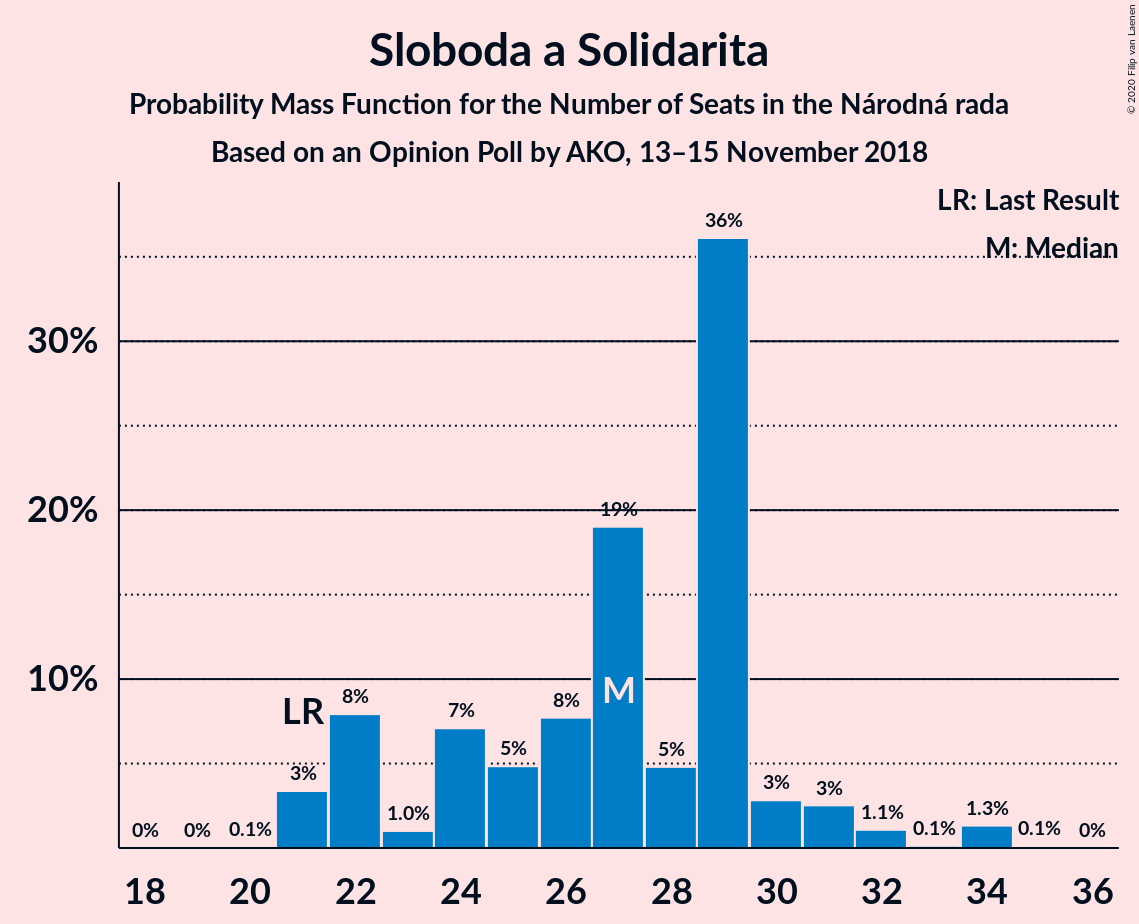 Sloboda a Solidarita
Probability Mass Function for the Number of Seats in the Národná rada
Based on an Opinion Poll by AKO, 13–15 November 2018
© 2020 Filip van Laenen
LR: Last Result
M: Median
30%
20%
10%
0%
0%
0.1%
3%
LR
8%
1.0%
7%
5%
8%
19%
M
5%
36%
3%
3%
1.1%
0.1%
1.3%
0.1%
0%
18 20 22 24 26 28 30 32 34 36